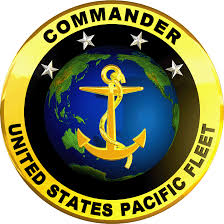 COMMANDER
UNITED STATES PACIFIC FLEET